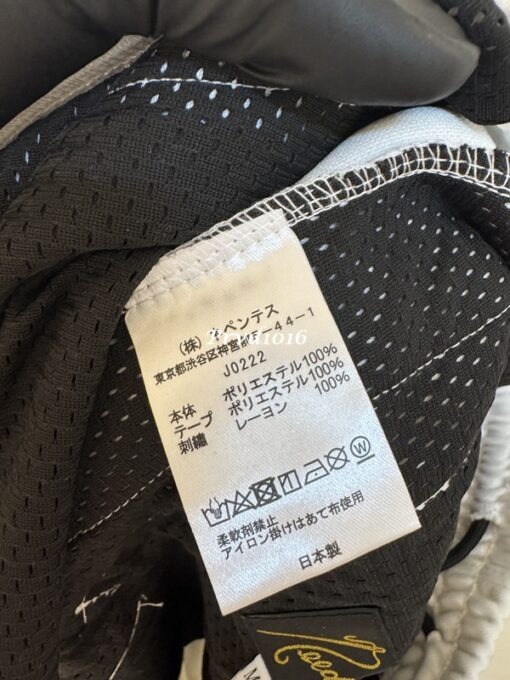 (株) ネペンテス
東京都渋谷区神宮前5-44-1
J0222
本体 ポリエステル100%
テープ ポリエステル100%
刺繍 レーヨン 100%
柔軟剤禁止
アイロン掛けはあて布使用
日本製